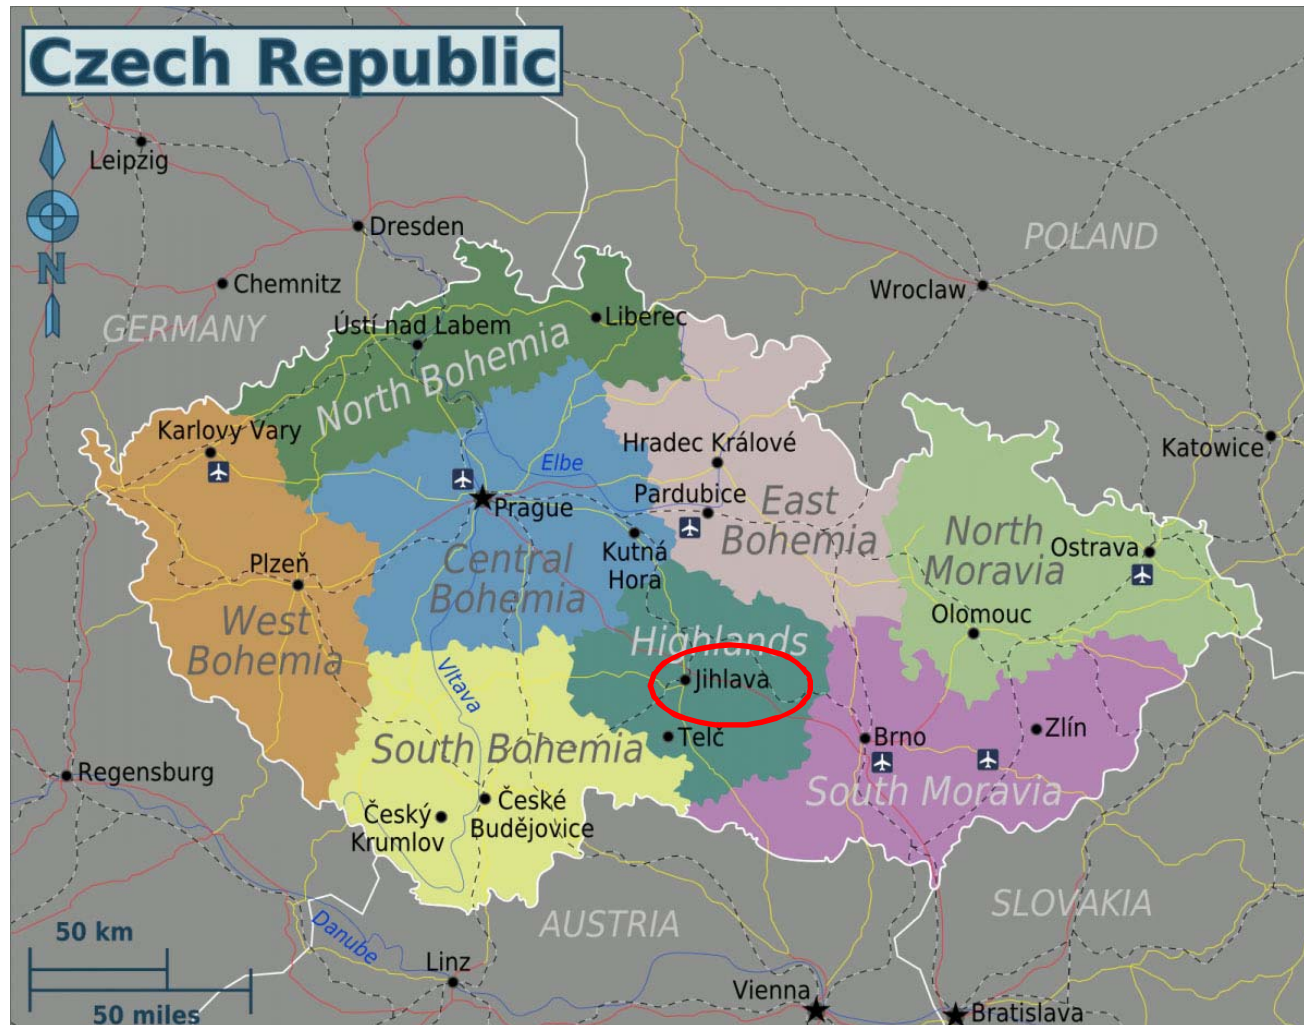 Czech Republic
Leipzig
Dresden
POLAND
Chemnitz
N
Wroclaw
GERMANY
Ústí nad Labem
Liberec
North Bohemia
Karlovy Vary
Hradec Králové
Katowice
Elbe
Pardubice
Prague
East
Bohemia
North
Moravia
Ostrava
Kutná
Hora
Plzeň
Central
Bohemia
Olomouc
West
Bohemia
Highlands
Vltava
Jihlava
Telč
Brno
Zlín
South Bohemia
Regensburg
South Moravia
České
Budějovice
Český
Krumlov
SLOVAKIA
AUSTRIA
Danube
50 km
Linz
Vienna
50 miles
Bratislava